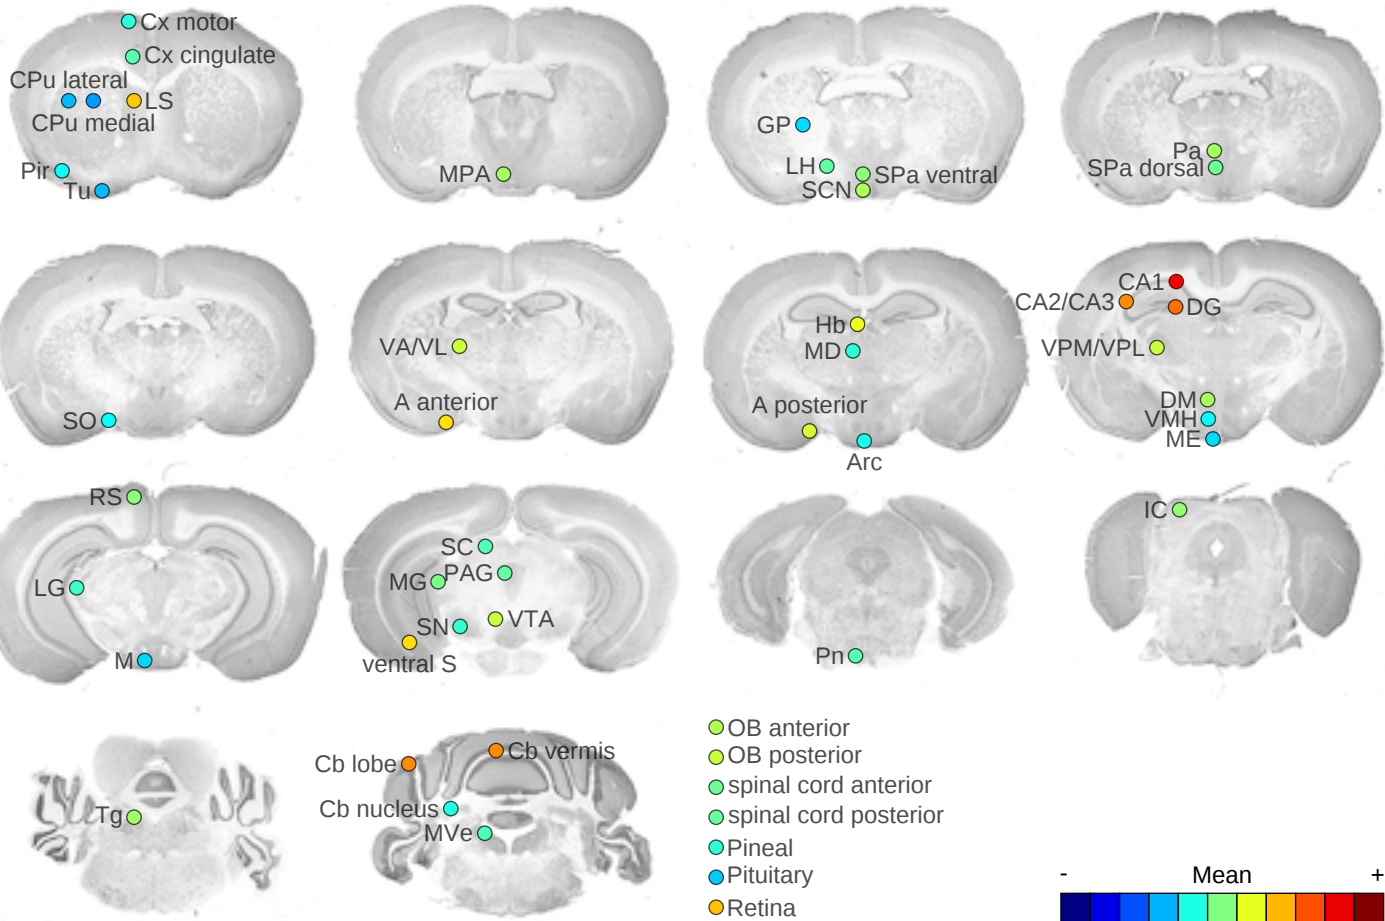 Cx motor
Cx cingulate
CPu lateral
LS
CPu medial
Pir
Tu
MPA
GP
LH
SPa ventral
SCN
Pa
SPa dorsal
SO
VA/VL
A anterior
Hb
MD
A posterior
Arc
CA1
CA2/CA3
DG
VPM/VPL
DM
VMH
ME
RS
LG
M
SC
PAG
MG
VTA
SN
ventral S
Pn
IC
Tg
Cb vermis
Cb lobe
Cb nucleus
MVe
OB anterior
OB posterior
spinal cord anterior
spinal cord posterior
Pineal
Pituitary
Retina
- Mean +